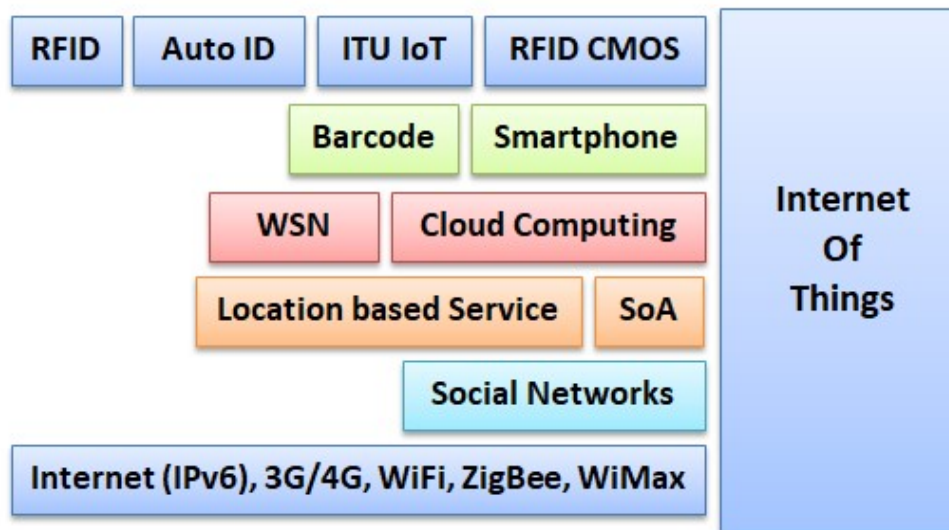 RFID
Auto ID
ITU IoT
RFID CMOS
Barcode
Smartphone
WSN
Cloud Computing
Location based Service
SoA
Social Networks
Internet (IPv6), 3G/4G, WiFi, ZigBee, WiMax
Internet
Of
Things